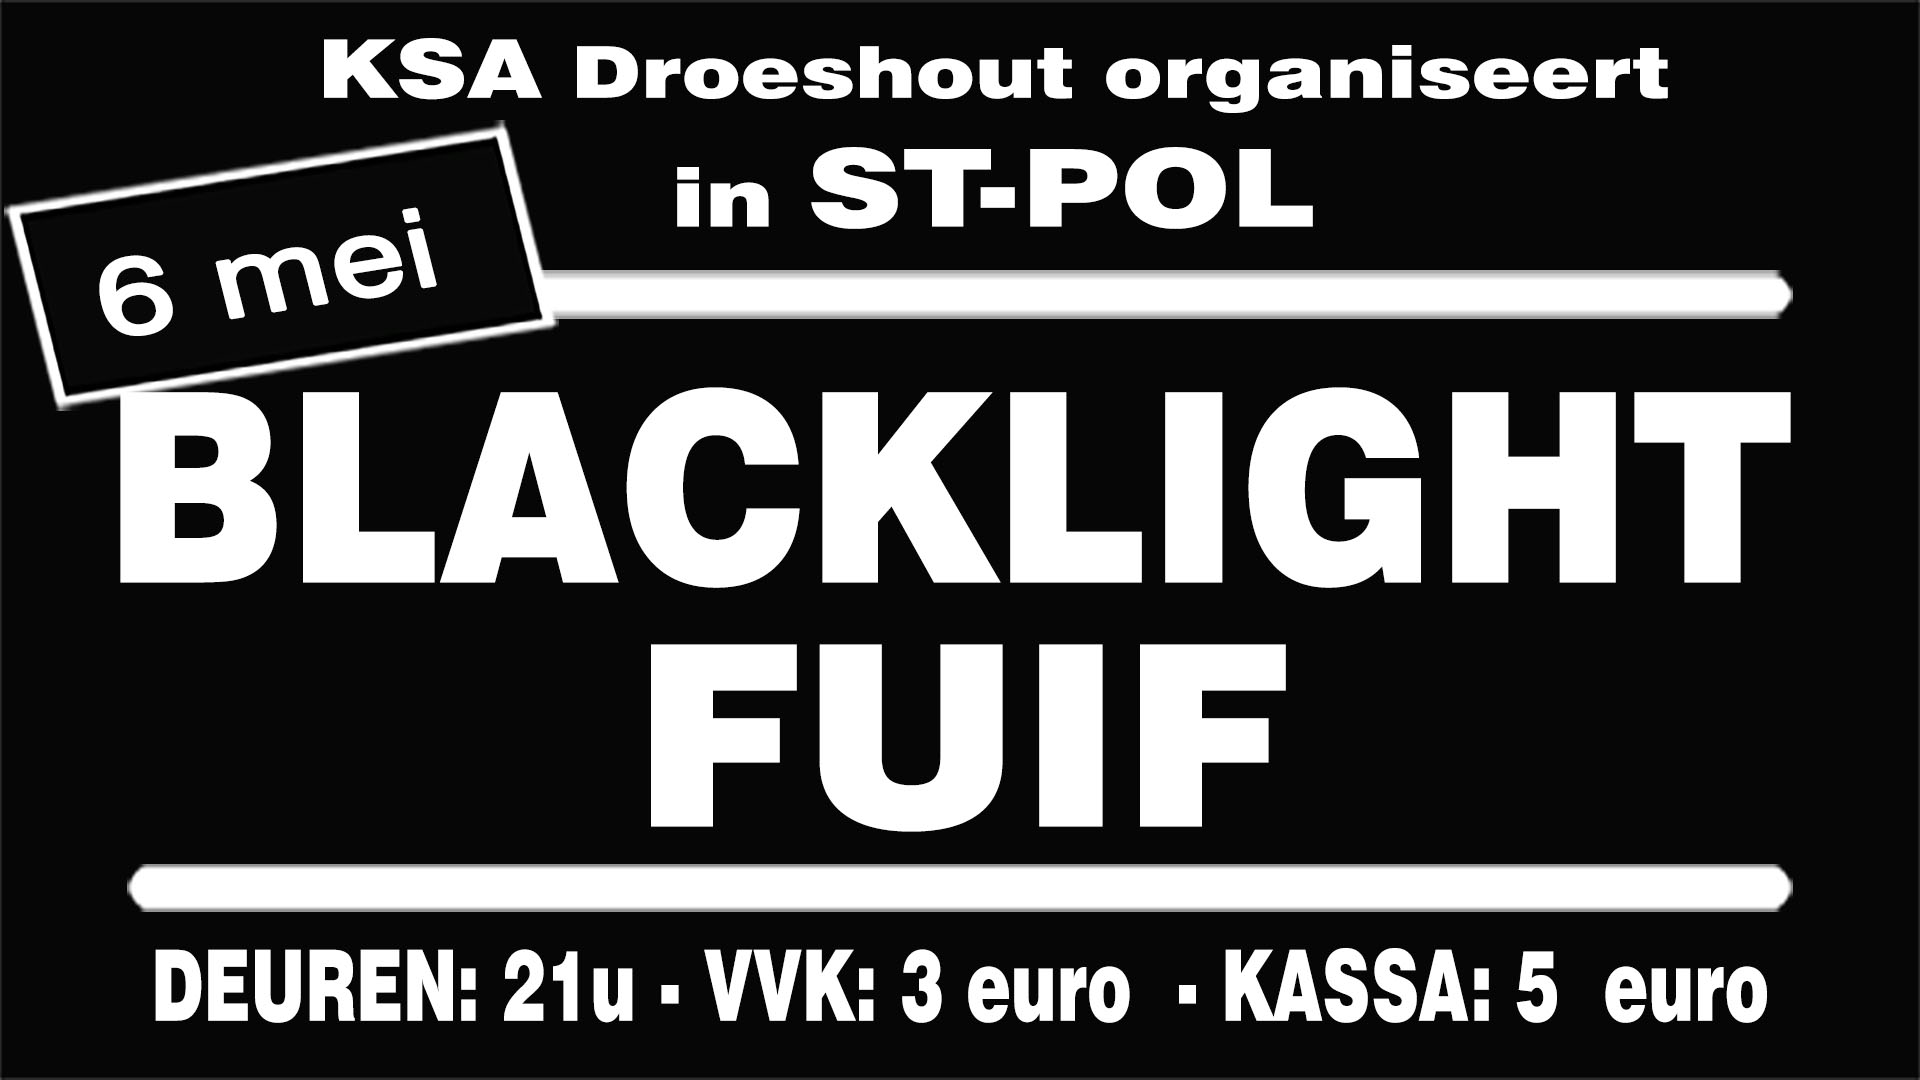 KSA Droeshout organiseert
in ST-POL
6 mei
BLACKLIGHT
FUIF
DEUREN: 21u - VVK: 3 euro - KASSA: 5 euro